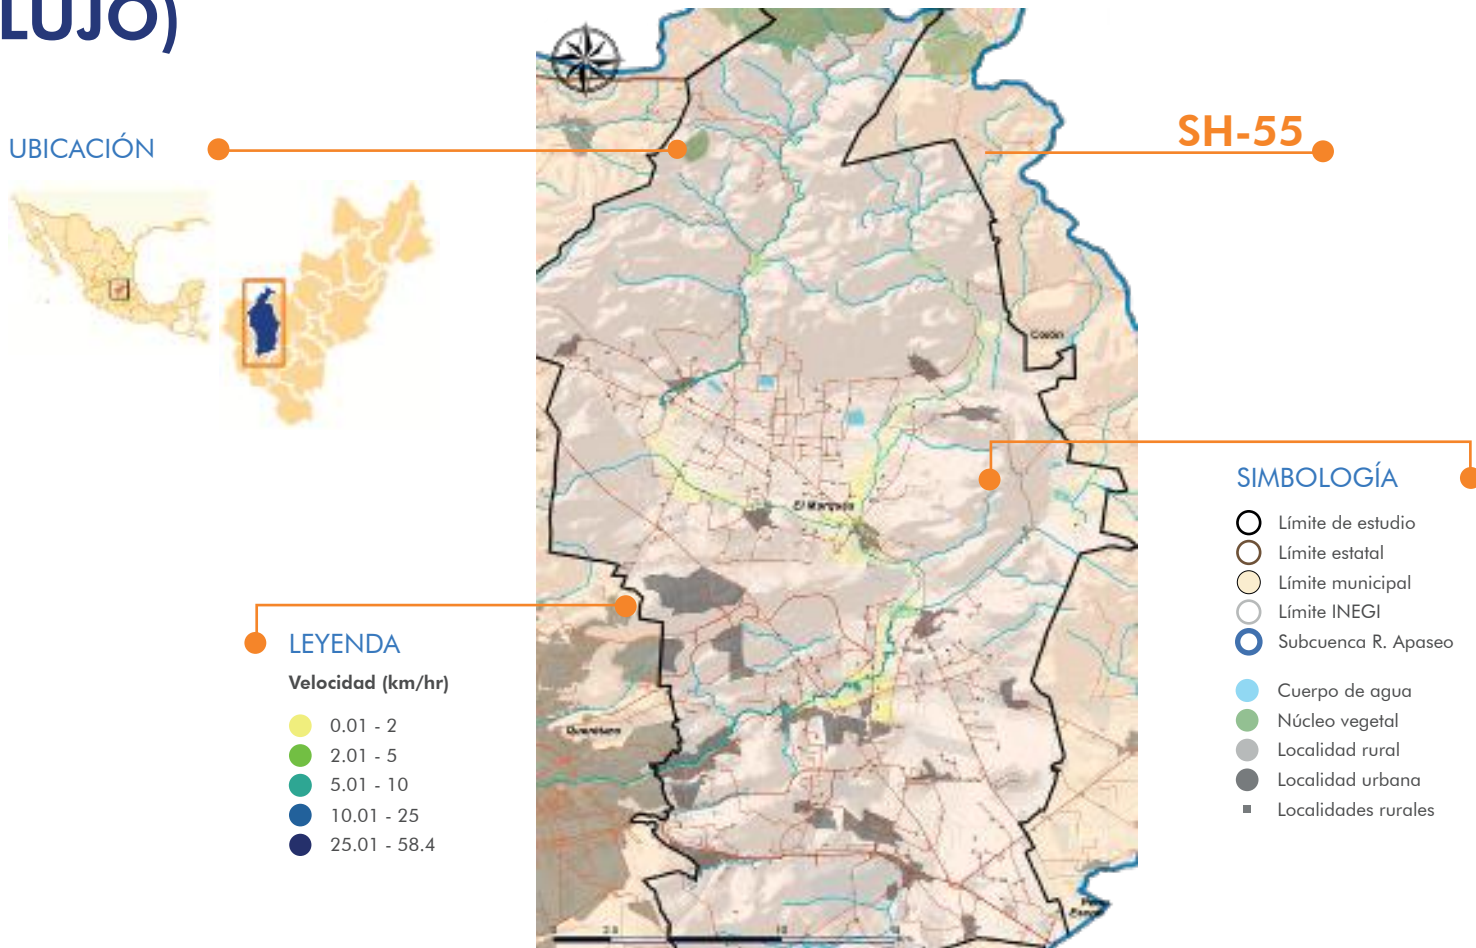 LUJO)
UBICACIÓN
SH-55
Colón
El Marqués
Querétaro
SIMBOLOGÍA
Límite de estudio
Límite estatal
Límite municipal
Límite INEGI
Subcuenca R. Apaseo
Cuerpo de agua
Núcleo vegetal
Localidad rural
Localidad urbana
Localidades rurales
LEYENDA
Velocidad (km/hr)
0.01 - 2
2.01 - 5
5.01 - 10
10.01 - 25
25.01 - 58.4